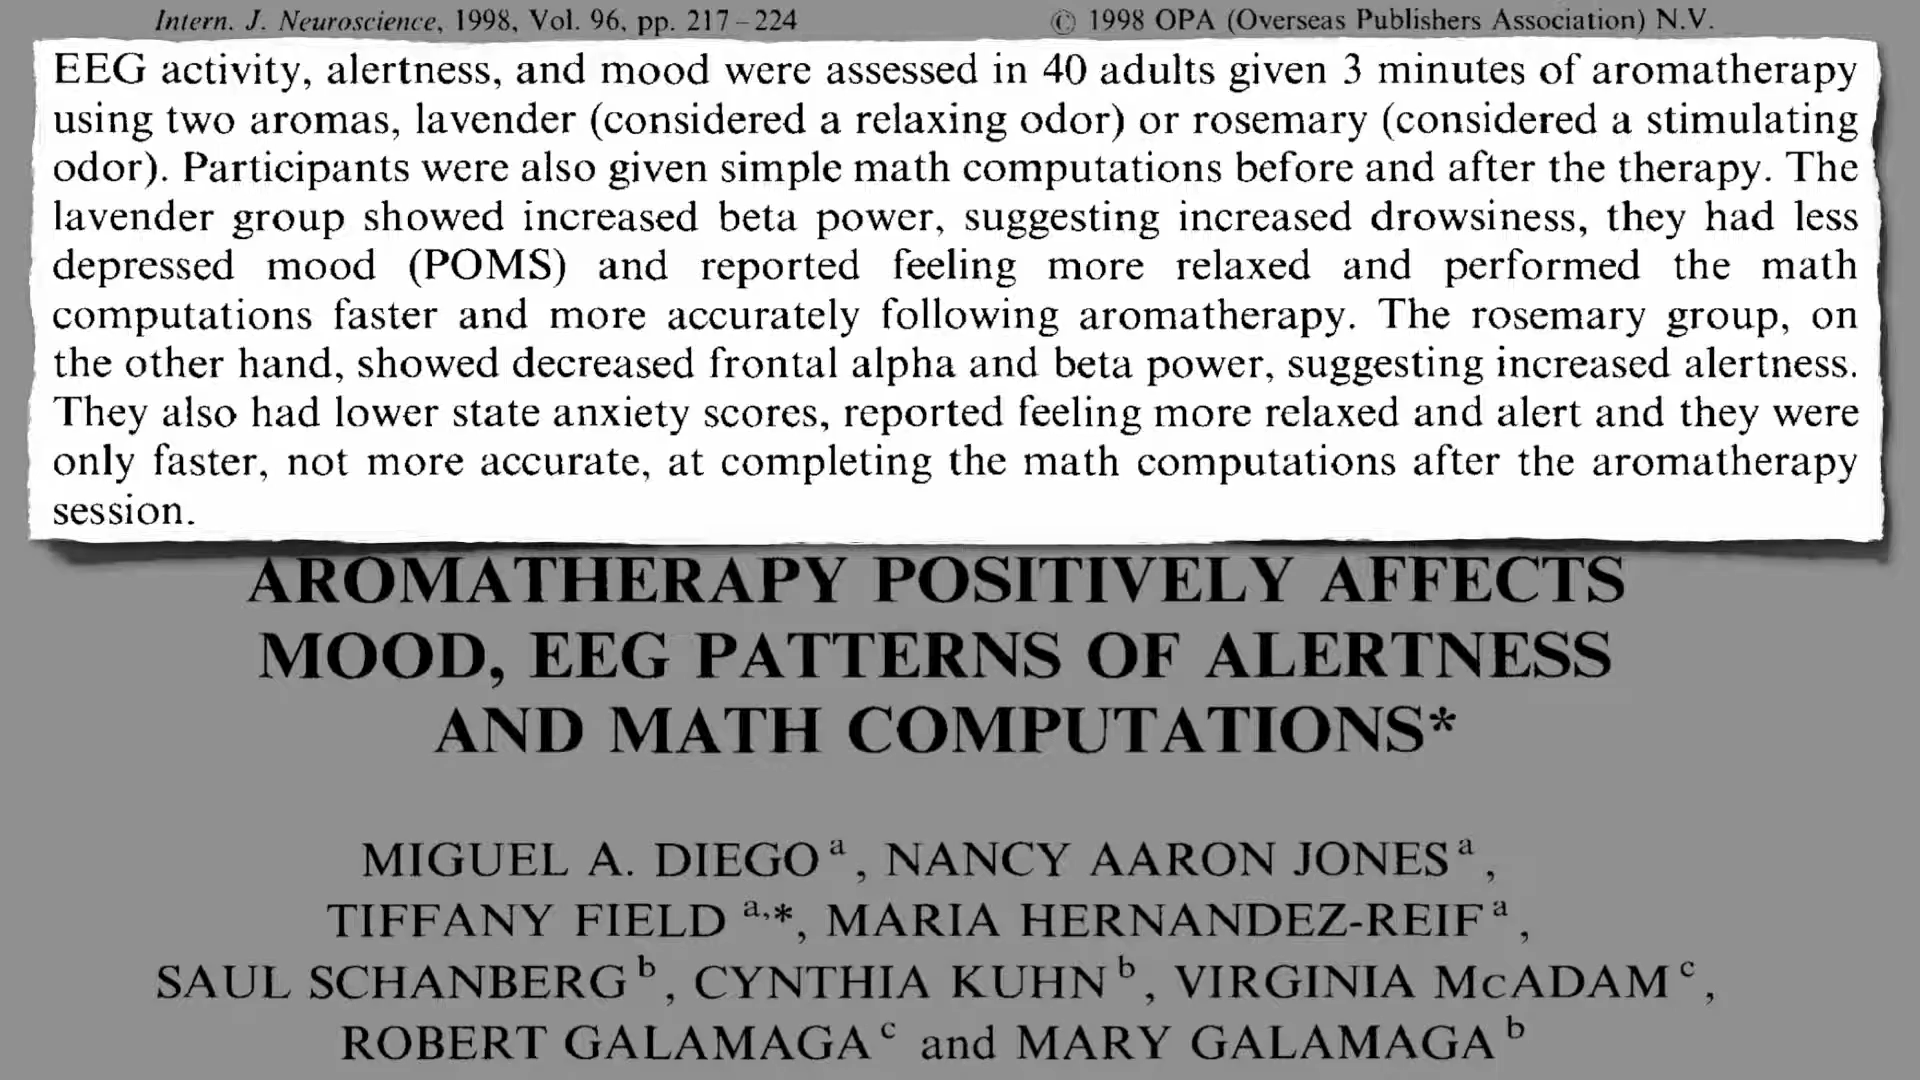 Intern. J. Neuroscience, 1998, Vol. 96, pp. 217–224
© 1998 OPA (Overseas Publishers Association) N.V.
EEG activity, alertness, and mood were assessed in 40 adults given 3 minutes of aromatherapy
using two aromas, lavender (considered a relaxing odor) or rosemary (considered a stimulating
odor). Participants were also given simple math computations before and after the therapy. The
lavender group showed increased beta power, suggesting increased drowsiness, they had less
depressed mood (POMS) and reported feeling more relaxed and performed the math
computations faster and more accurately following aromatherapy. The rosemary group, on
the other hand, showed decreased frontal alpha and beta power, suggesting increased alertness.
They also had lower state anxiety scores, reported feeling more relaxed and alert and they were
only faster, not more accurate, at completing the math computations after the aromatherapy
session.
AROMATHERAPY POSITIVELY AFFECTS
MOOD, EEG PATTERNS OF ALERTNESS
AND MATH COMPUTATIONS*
MIGUEL A. DIEGO a, NANCY AARON JONES a,
TIFFANY FIELD a,*, MARIA HERNANDEZ-REIF a,
SAUL SCHANBERG b, CYNTHIA KUHN b, VIRGINIA McADAM c,
ROBERT GALAMAGA c and MARY GALAMAGA b